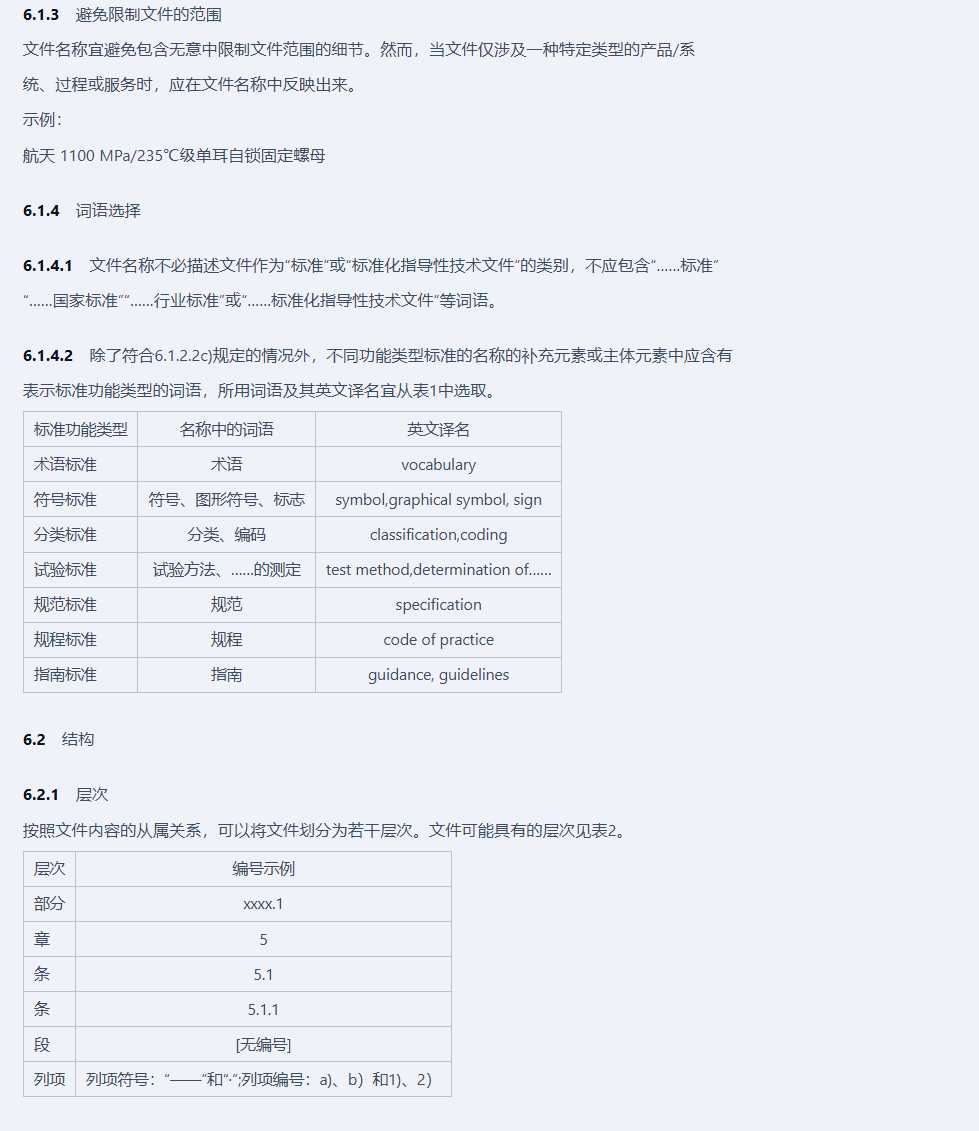 6.1.3 避免限制文件的范围
文件名称宜避免包含无意中限制文件范围的细节。然而，当文件仅涉及一种特定类型的产品/系
统、过程或服务时，应在文件名称中反映出来。
示例：
航天 1100 MPa/235℃级单耳自锁固定螺母
6.1.4 词语选择
6.1.4.1 文件名称不必描述文件作为“标准”或“标准化指导性技术文件”的类别，不应包含“……标准”
“……国家标准”“……行业标准”或“……标准化指导性技术文件”等词语。
6.1.4.2 除了符合6.1.2.2c)规定的情况外，不同功能类型标准的名称的补充元素或主体元素中应含有
表示标准功能类型的词语，所用词语及其英文译名宜从表1中选取。
标准功能类型 名称中的词语 英文译名
术语标准 术语 vocabulary
符号标准 符号、图形符号、标志 symbol,graphical symbol, sign
分类标准 分类、编码 classification,coding
试验标准 试验方法、……的测定 test method,determination of……
规范标准 规范 specification
规程标准 规程 code of practice
指南标准 指南 guidance, guidelines
6.2 结构
6.2.1 层次
按照文件内容的从属关系，可以将文件划分为若干层次。文件可能具有的层次见表2。
层次 编号示例
部分 xxxx.1
章 5
条 5.1
条 5.1.1
段 [无编号]
列项 列项符号：“——”和“·”;列项编号：a)、b）和1)、2）